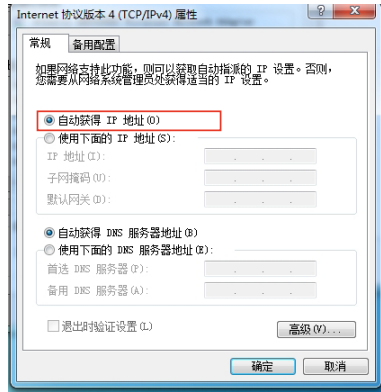 Internet 协议版本 4 (TCP/IPv4) 属性
常规
备用配置
如果网络支持此功能，则可以获取自动指派的 IP 设置。否则，
您需要从网络系统管理员处获得适当的 IP 设置。
自动获得 IP 地址(O)
使用下面的 IP 地址(S):
IP 地址(I):
子网掩码(U):
默认网关(D):
自动获得 DNS 服务器地址(B)
使用下面的 DNS 服务器地址(E):
首选 DNS 服务器(P):
备用 DNS 服务器(A):
退出时验证设置(L)
高级(V)...
确定
取消